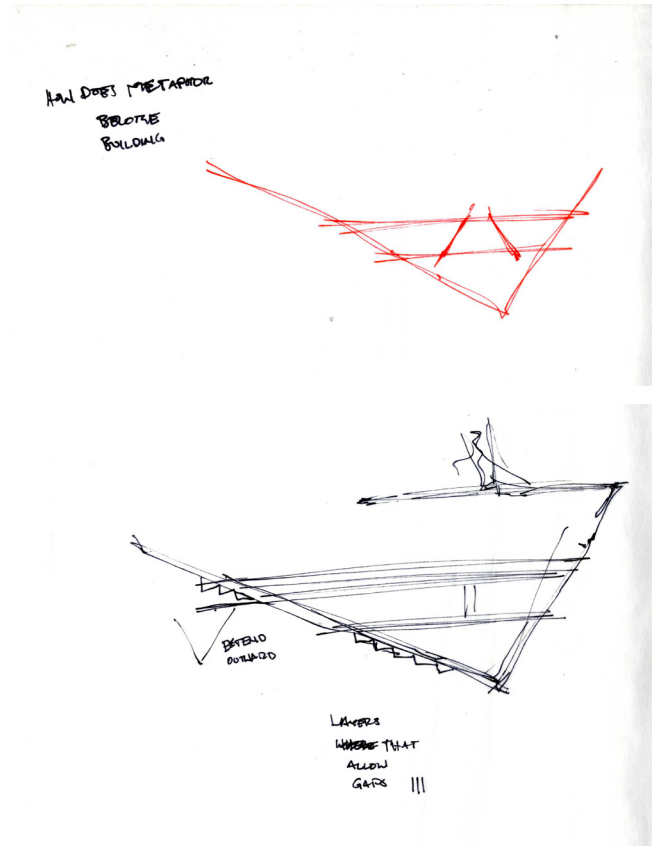 HOW DOES METAPHOR
BECOME
BUILDING
EXTEND
OUTWARD
LAYERS
WHERE THAT
ALLOW
GAPS